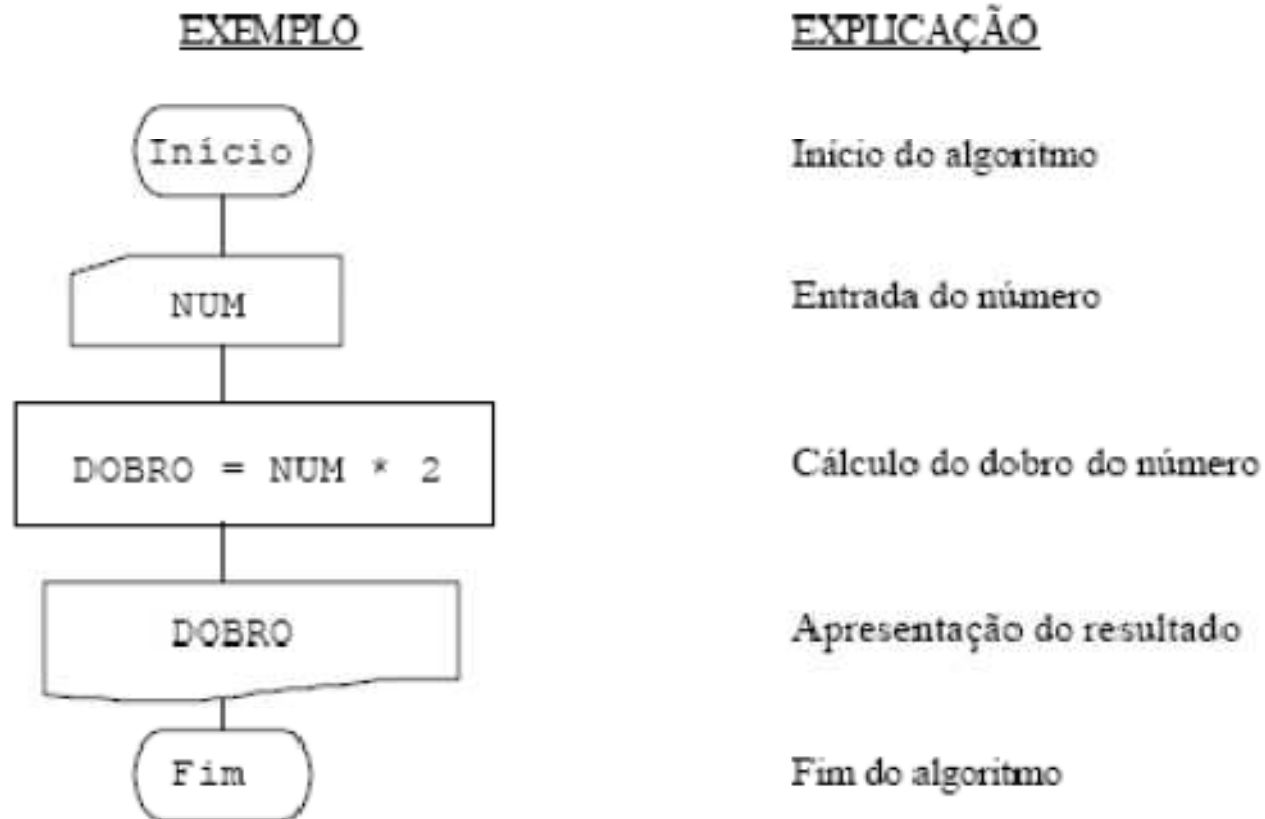 EXEMPLO
EXPLICAÇÃO
Início
Início do algoritmo
NUM
Entrada do número
DOBRO = NUM * 2
Cálculo do dobro do número
DOBRO
Apresentação do resultado
Fim
Fim do algoritmo